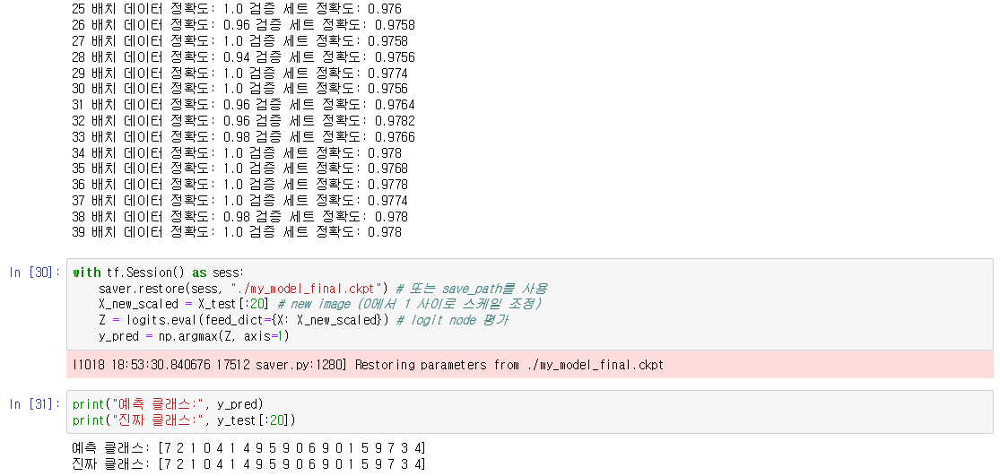 25 배치 데이터 정확도: 1.0 검증 세트 정확도: 0.976
26 배치 데이터 정확도: 0.96 검증 세트 정확도: 0.9758
27 배치 데이터 정확도: 1.0 검증 세트 정확도: 0.9758
28 배치 데이터 정확도: 0.94 검증 세트 정확도: 0.9756
29 배치 데이터 정확도: 1.0 검증 세트 정확도: 0.9774
30 배치 데이터 정확도: 1.0 검증 세트 정확도: 0.9756
31 배치 데이터 정확도: 0.96 검증 세트 정확도: 0.9764
32 배치 데이터 정확도: 0.96 검증 세트 정확도: 0.9782
33 배치 데이터 정확도: 0.98 검증 세트 정확도: 0.9766
34 배치 데이터 정확도: 1.0 검증 세트 정확도: 0.978
35 배치 데이터 정확도: 1.0 검증 세트 정확도: 0.9768
36 배치 데이터 정확도: 1.0 검증 세트 정확도: 0.9778
37 배치 데이터 정확도: 1.0 검증 세트 정확도: 0.9774
38 배치 데이터 정확도: 0.98 검증 세트 정확도: 0.978
39 배치 데이터 정확도: 1.0 검증 세트 정확도: 0.978
In [30]: with tf.Session() as sess:
    saver.restore(sess, "./my_model_final.ckpt") # 또는 save_path를 사용
    X_new_scaled = X_test[:20] # new image (0에서 1 사이로 스케일 조정)
    Z = logits.eval(feed_dict={X: X_new_scaled}) # logit node 평가
    y_pred = np.argmax(Z, axis=1)
I1018 18:53:30.840676 17512 saver.py:1280] Restoring parameters from ./my_model_final.ckpt
In [31]: print("예측 클래스:", y_pred)
print("진짜 클래스:", y_test[:20])
예측 클래스: [7 2 1 0 4 1 4 9 5 9 0 6 9 0 1 5 9 7 3 4]
진짜 클래스: [7 2 1 0 4 1 4 9 5 9 0 6 9 0 1 5 9 7 3 4]